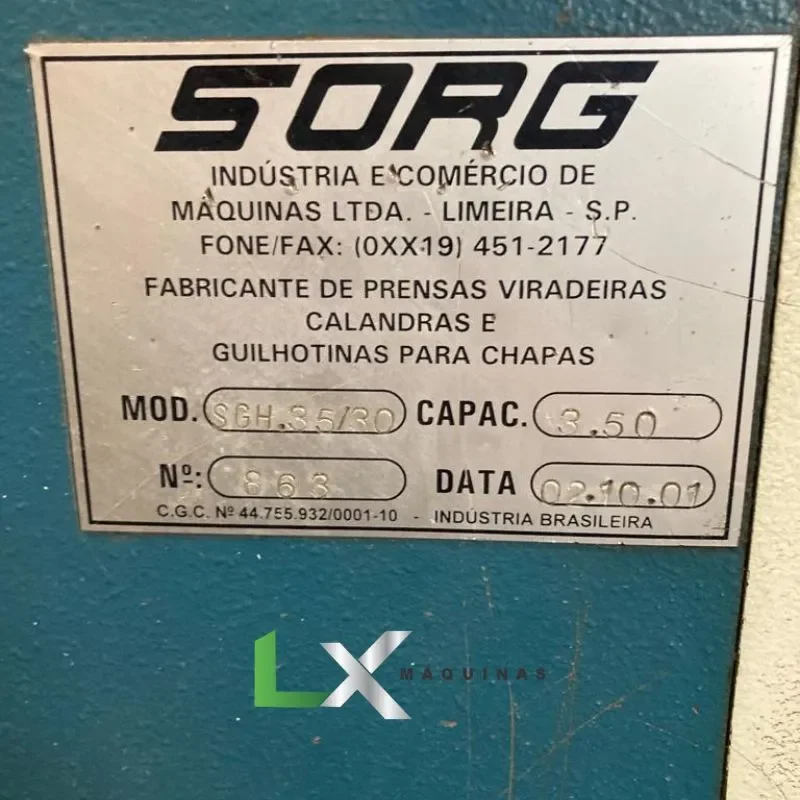 SORG
INDÚSTRIA E COMÉRCIO DE
MÁQUINAS LTDA. - LIMEIRA - S.P.
FONE/FAX: (0XX19) 451-2177
FABRICANTE DE PRENSAS VIRADEIRAS
CALANDRAS E
GUILHOTINAS PARA CHAPAS
MOD. SGH.35/30 CAPAC. 3.50
Nº: 863 DATA 02.10.01
C.G.C. Nº 44.755.932/0001-10 - INDÚSTRIA BRASILEIRA
LX MÁQUINAS